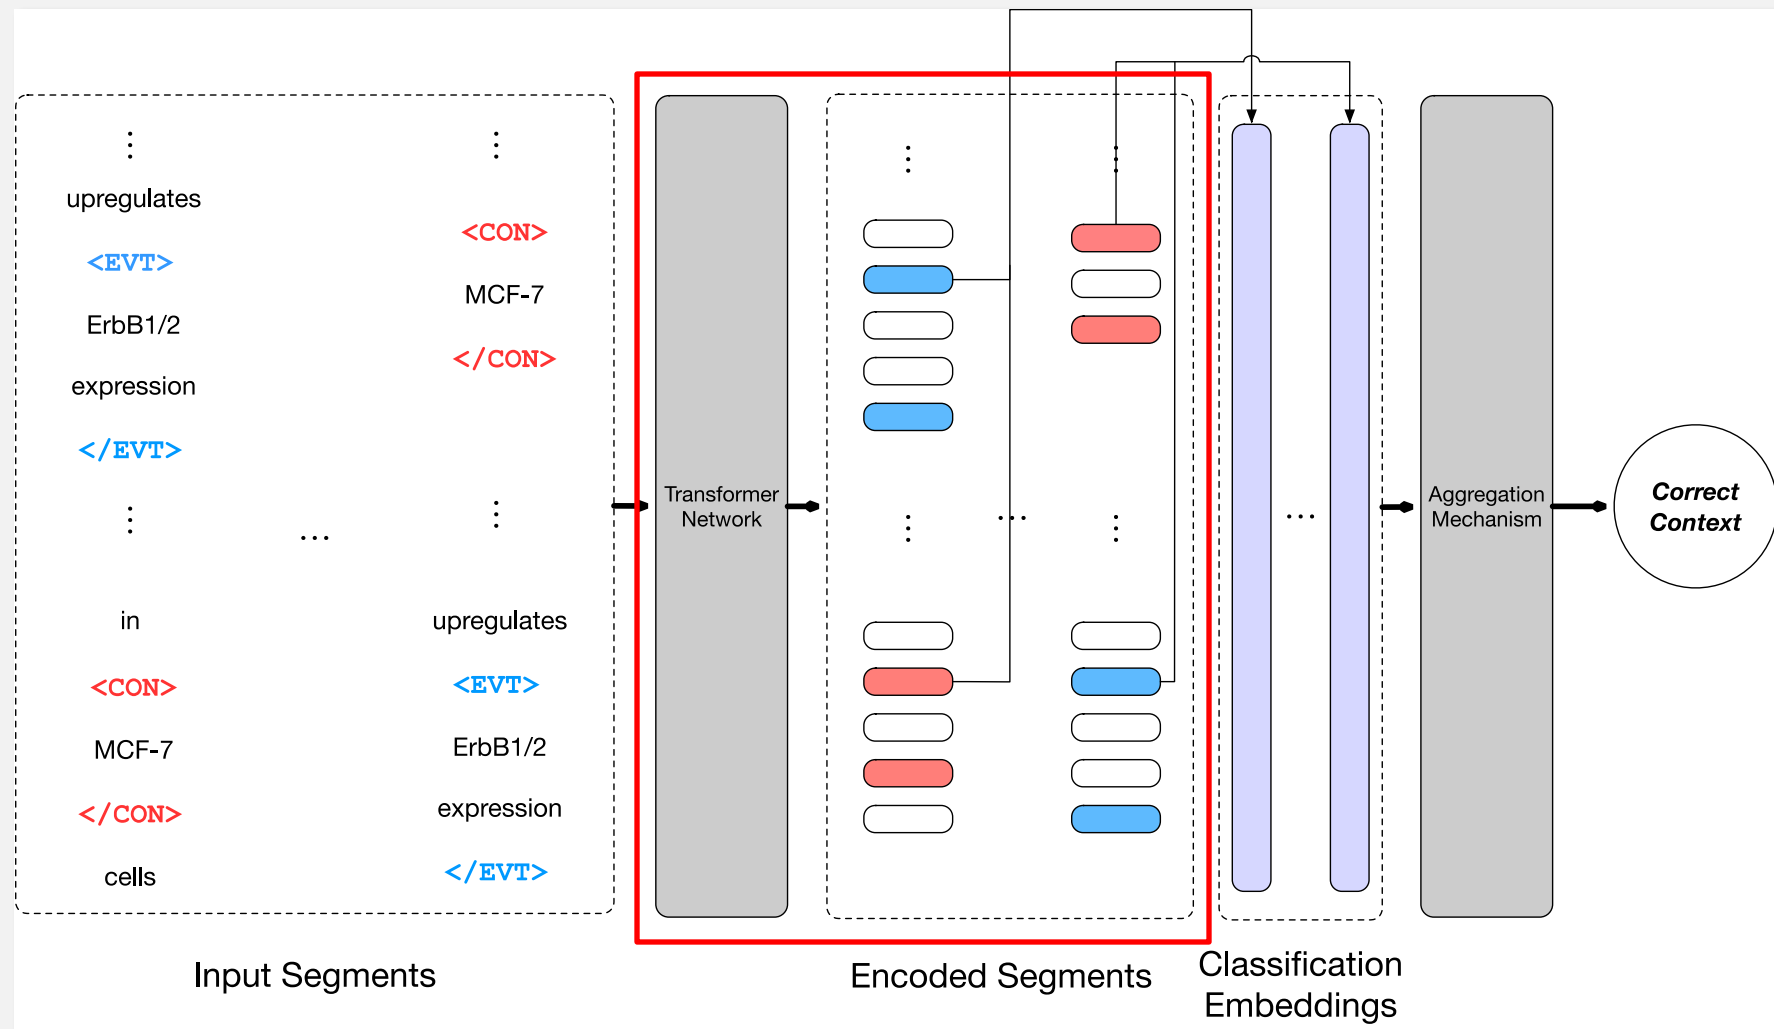 ⋮
upregulates
<EVT>
ErbB1/2
expression
</EVT>
⋮
in
<CON>
MCF-7
</CON>
cells
...
⋮
<CON>
MCF-7
</CON>
⋮
upregulates
<EVT>
ErbB1/2
expression
</EVT>
Input Segments
Transformer
Network
⋮
⋮
...
⋮
⋮
Encoded Segments
...
Classification
Embeddings
Aggregation
Mechanism
Correct
Context